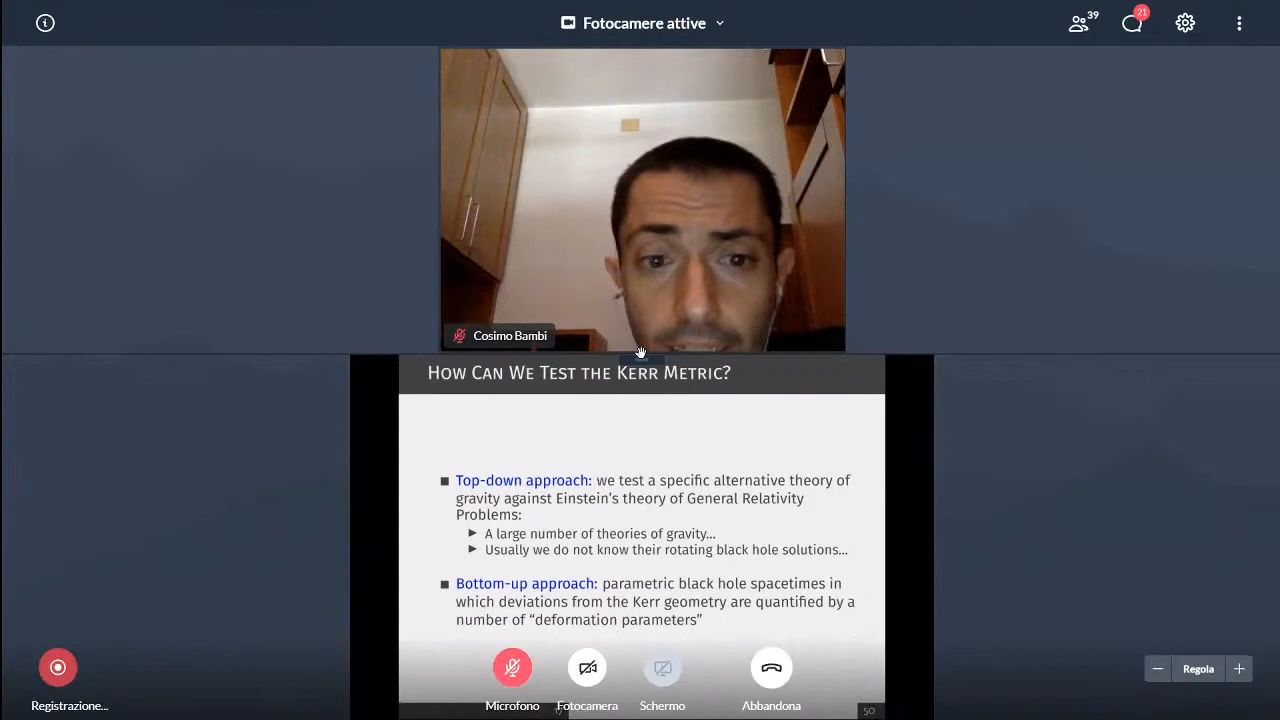 Fotocamere attive
39
21
Cosimo Bambi
How Can We Test the Kerr Metric?
Top-down approach: we test a specific alternative theory of
gravity against Einstein's theory of General Relativity
Problems:
A large number of theories of gravity...
Usually we do not know their rotating black hole solutions...
Bottom-up approach: parametric black hole spacetimes in
which deviations from the Kerr geometry are quantified by a
number of “deformation parameters”
Registrazione...
Microfono
Fotocamera
Schermo
Abbandona
Regola
50